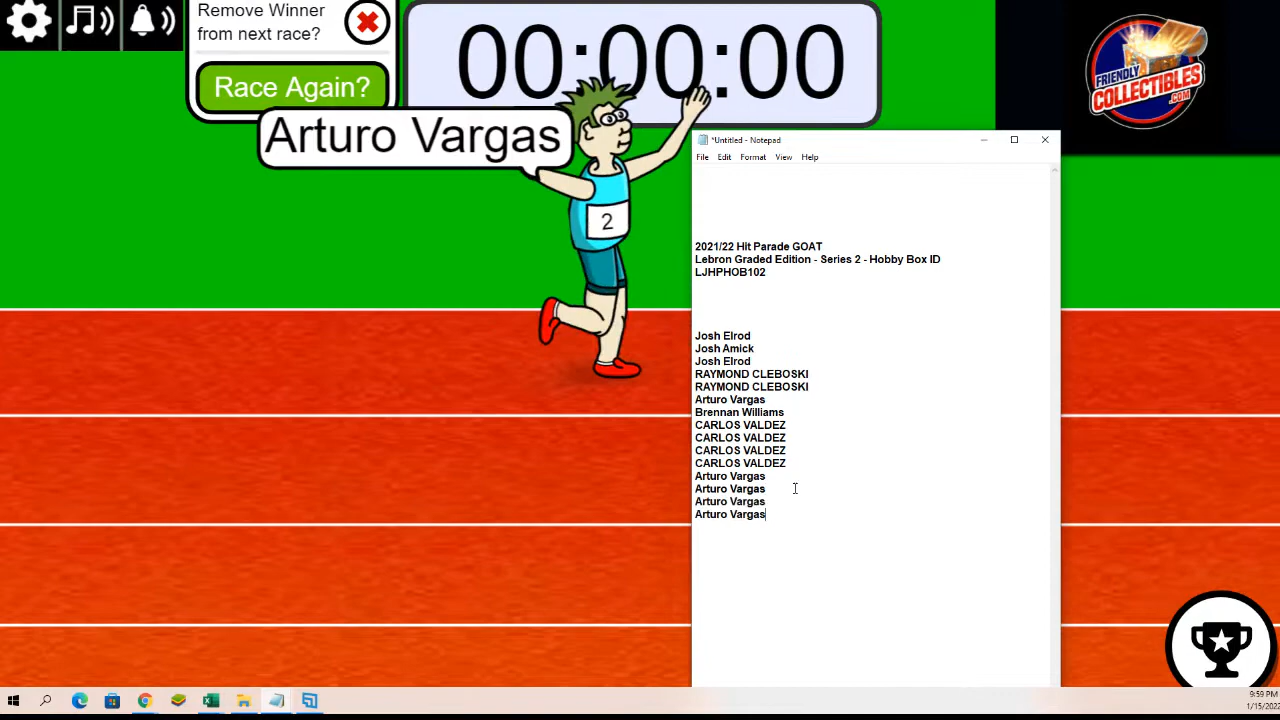 Remove Winner
from next race?
Race Again?
00:00:00
Arturo Vargas
2
FRIENDLY
COLLECTIBLES
.COM
*Untitled - Notepad
File Edit Format View Help
2021/22 Hit Parade GOAT
Lebron Graded Edition - Series 2 - Hobby Box ID
LJHPHOB102
Josh Elrod
Josh Amick
Josh Elrod
RAYMOND CLEBOSKI
RAYMOND CLEBOSKI
Arturo Vargas
Brennan Williams
CARLOS VALDEZ
CARLOS VALDEZ
CARLOS VALDEZ
CARLOS VALDEZ
Arturo Vargas
Arturo Vargas
Arturo Vargas
Arturo Vargas
9:59 PM
1/15/2022